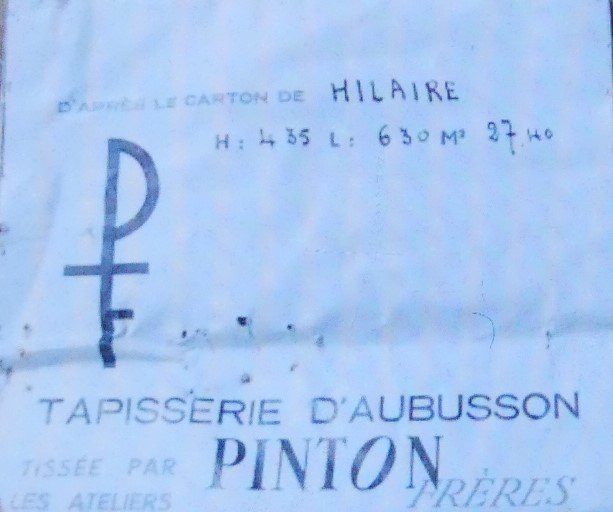 D'APRÈS LE CARTON DE HILAIRE
H: 435 L: 630 M² 27,40
TAPISSERIE D'AUBUSSON
TISSÉE PAR PINTON
LES ATELIERS FRÈRES